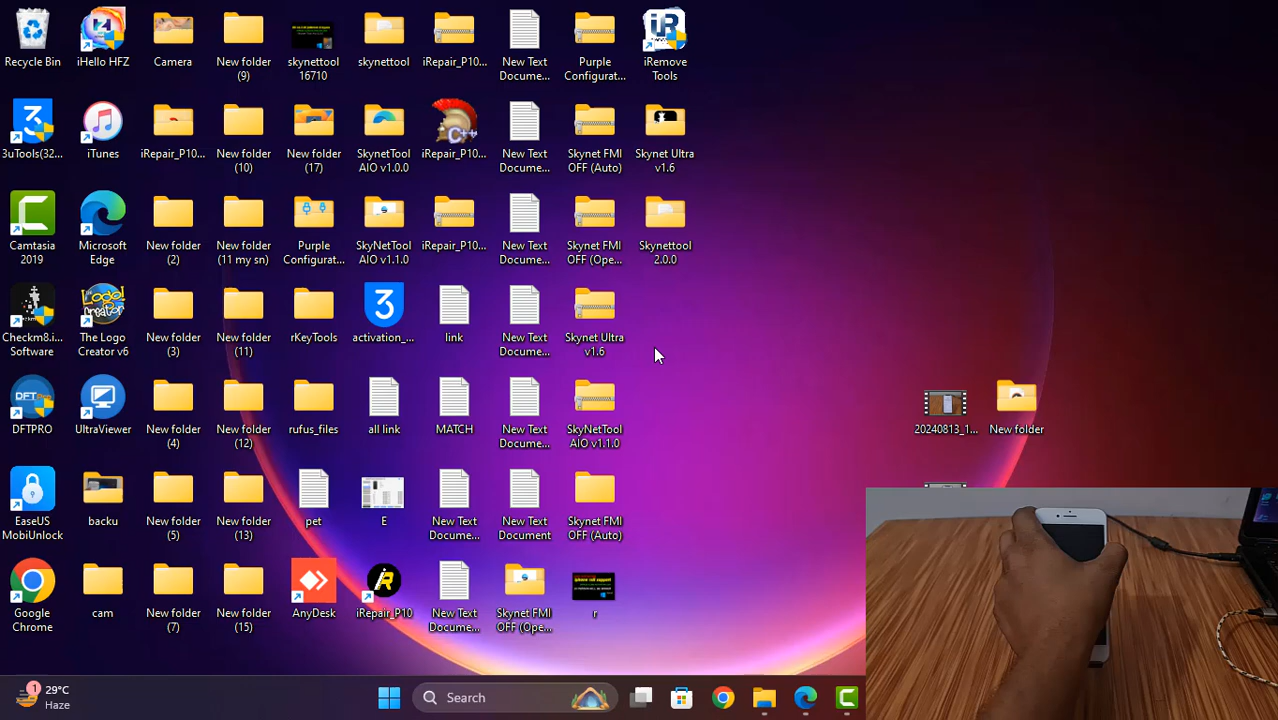 Recycle Bin
iHello HFZ
Camera
New folder
(9)
skynettool
16710
skynettool
iRepair_P10...
New Text
Docume...
Purple
Configurat...
iRemove
Tools
3uTools(32...
iTunes
iRepair_P10...
New folder
(10)
New folder
(17)
SkynetTool
AIO v1.0.0
iRepair_P10...
New Text
Docume...
Skynet FMI
OFF (Auto)
Skynet Ultra
v1.6
Camtasia
2019
Microsoft
Edge
New folder
(2)
New folder
(11 my sn)
Purple
Configurat...
SkyNetTool
AIO v1.1.0
iRepair_P10...
New Text
Docume...
Skynet FMI
OFF (Ope...
Skynettool
2.0.0
Checkm8.i...
Software
The Logo
Creator v6
New folder
(3)
New folder
(11)
rKeyTools
activation_...
link
New Text
Docume...
Skynet Ultra
v1.6
DFTPRO
UltraViewer
New folder
(4)
New folder
(12)
rufus_files
all link
MATCH
New Text
Docume...
SkyNetTool
AIO v1.1.0
20240813_1...
New folder
EaseUS
MobiUnlock
backu
New folder
(5)
New folder
(13)
pet
E
New Text
Docume...
New Text
Document
Skynet FMI
OFF (Auto)
Google
Chrome
cam
New folder
(7)
New folder
(15)
AnyDesk
iRepair_P10
New Text
Docume...
Skynet FMI
OFF (Ope...
r
1
29°C
Haze
Search